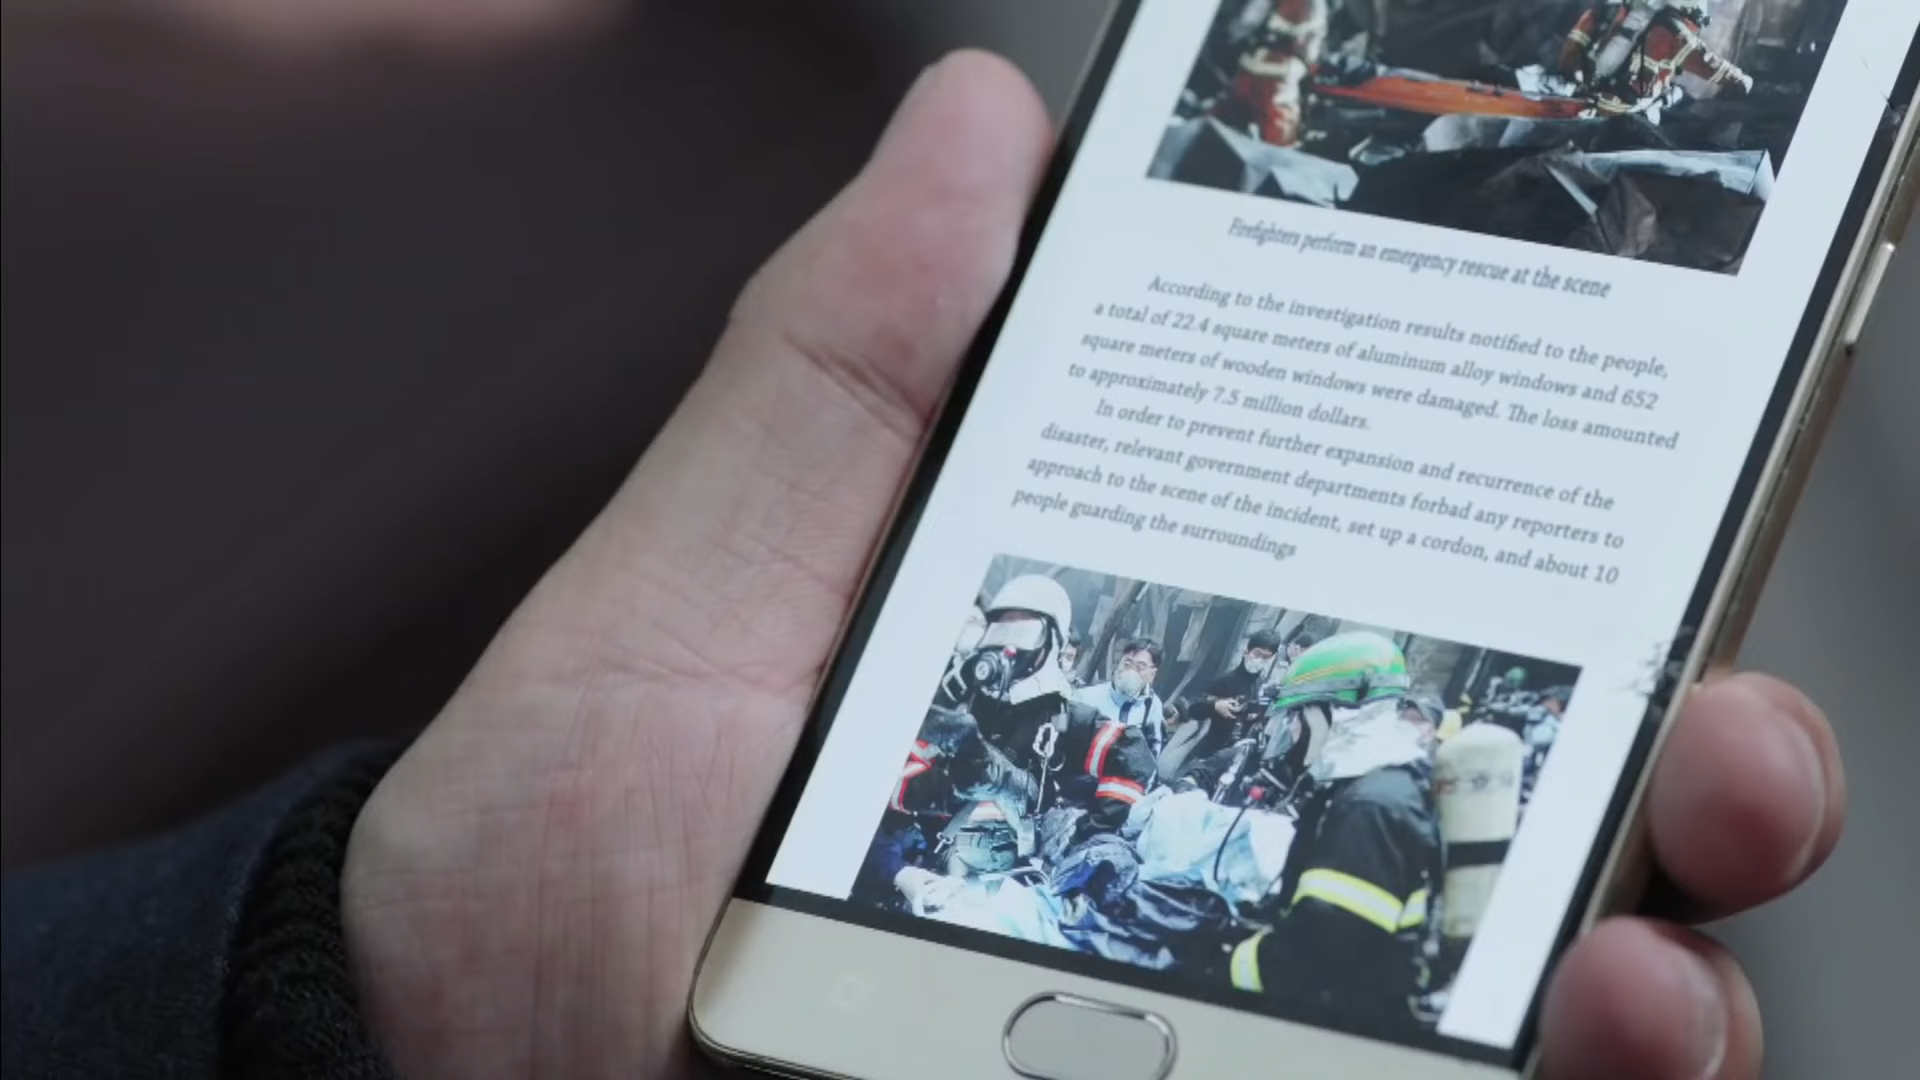 Firefighters perform an emergency rescue at the scene
According to the investigation results notified to the people,
a total of 22.4 square meters of aluminum alloy windows and 652
square meters of wooden windows were damaged. The loss amounted
to approximately 7.5 million dollars.
In order to prevent further expansion and recurrence of the
disaster, relevant government departments forbad any reporters to
approach to the scene of the incident, set up a cordon, and about 10
people guarding the surroundings